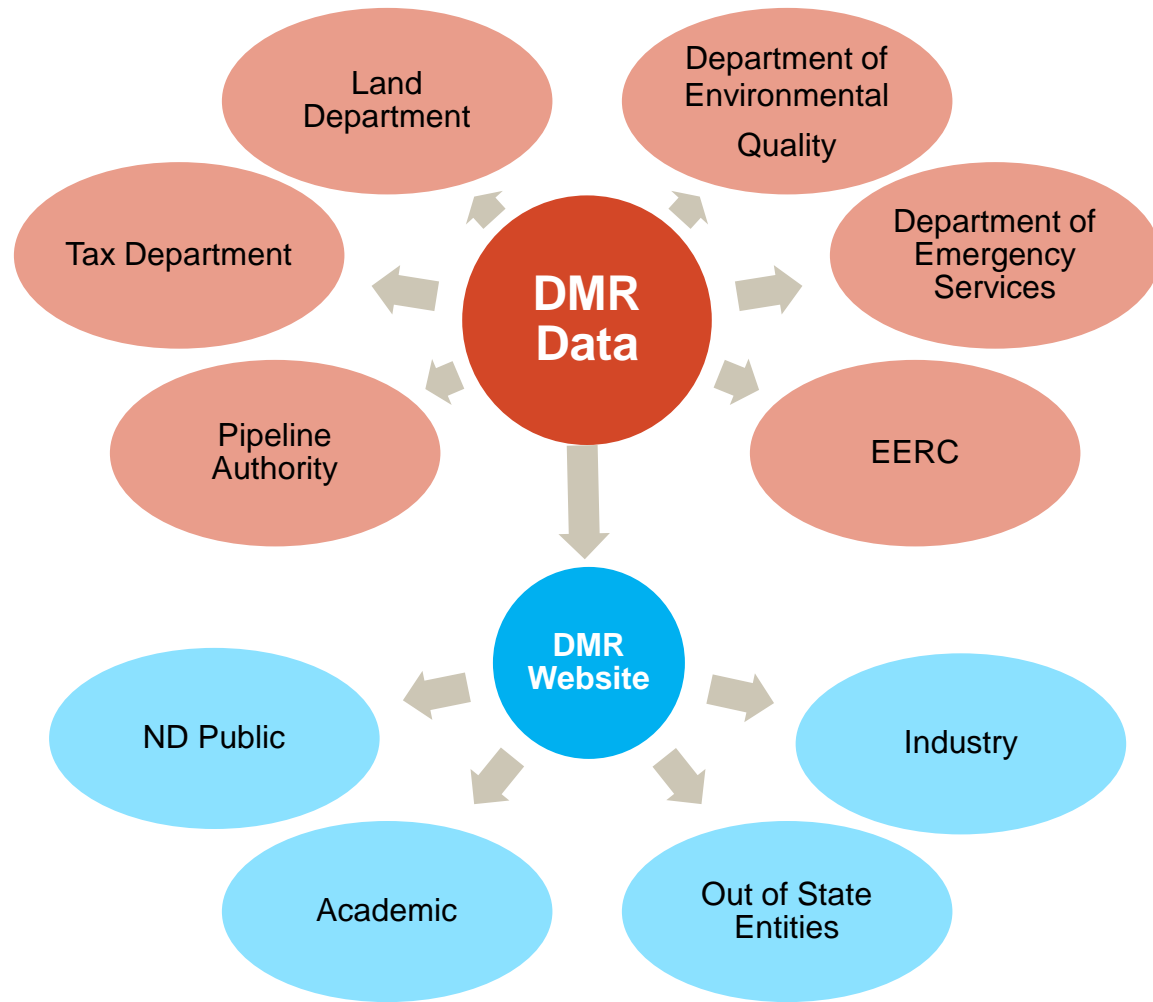 Land
Department
Department of
Environmental
Quality
Tax Department
DMR
Data
Department of
Emergency
Services
Pipeline
Authority
EERC
DMR
Website
ND Public
Industry
Academic
Out of State
Entities